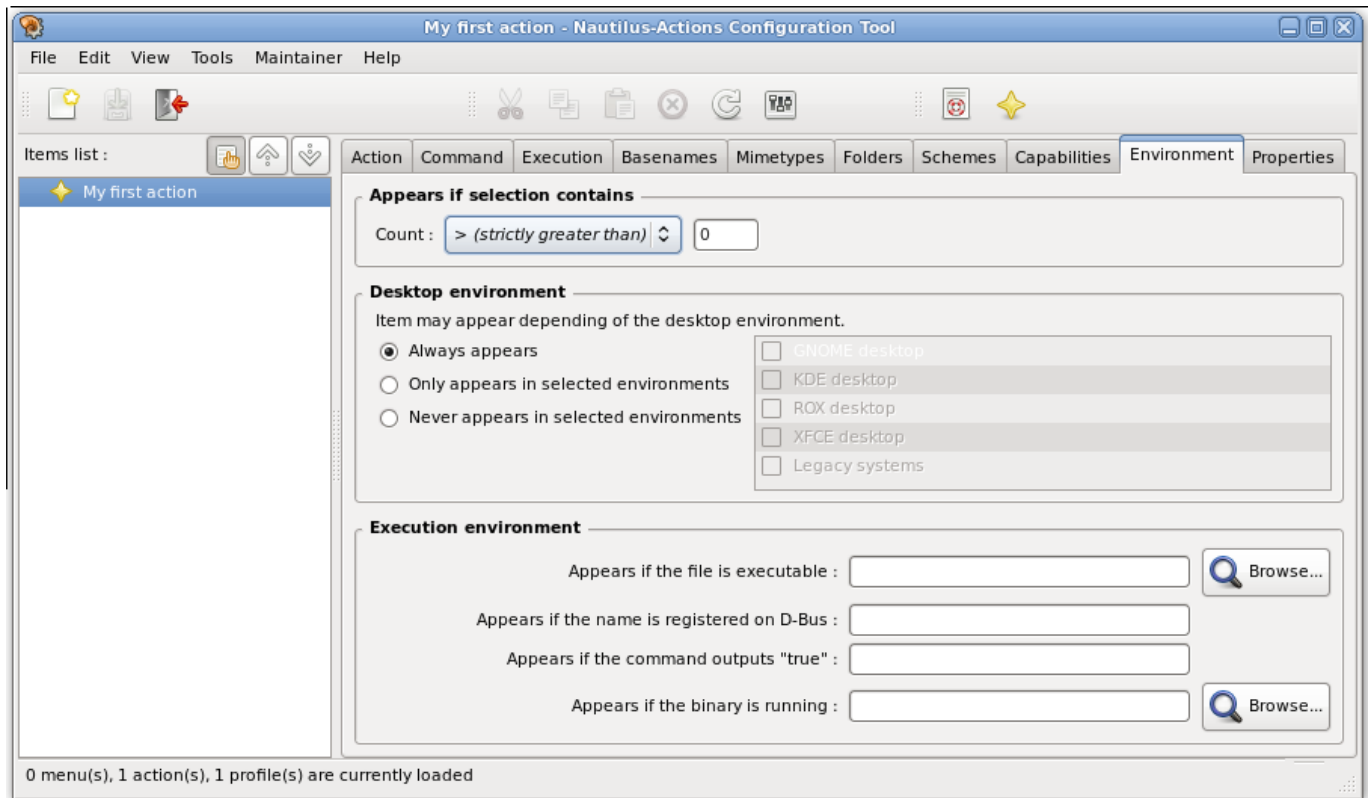 My first action - Nautilus-Actions Configuration Tool
File Edit View Tools Maintainer Help
Items list :
My first action
Action Command Execution Basenames Mimetypes Folders Schemes Capabilities Environment Properties
Appears if selection contains
Count : > (strictly greater than) 0
Desktop environment
Item may appear depending of the desktop environment.
Always appears
Only appears in selected environments
Never appears in selected environments
GNOME desktop
KDE desktop
ROX desktop
XFCE desktop
Legacy systems
Execution environment
Appears if the file is executable : Browse...
Appears if the name is registered on D-Bus :
Appears if the command outputs "true" :
Appears if the binary is running : Browse...
0 menu(s), 1 action(s), 1 profile(s) are currently loaded